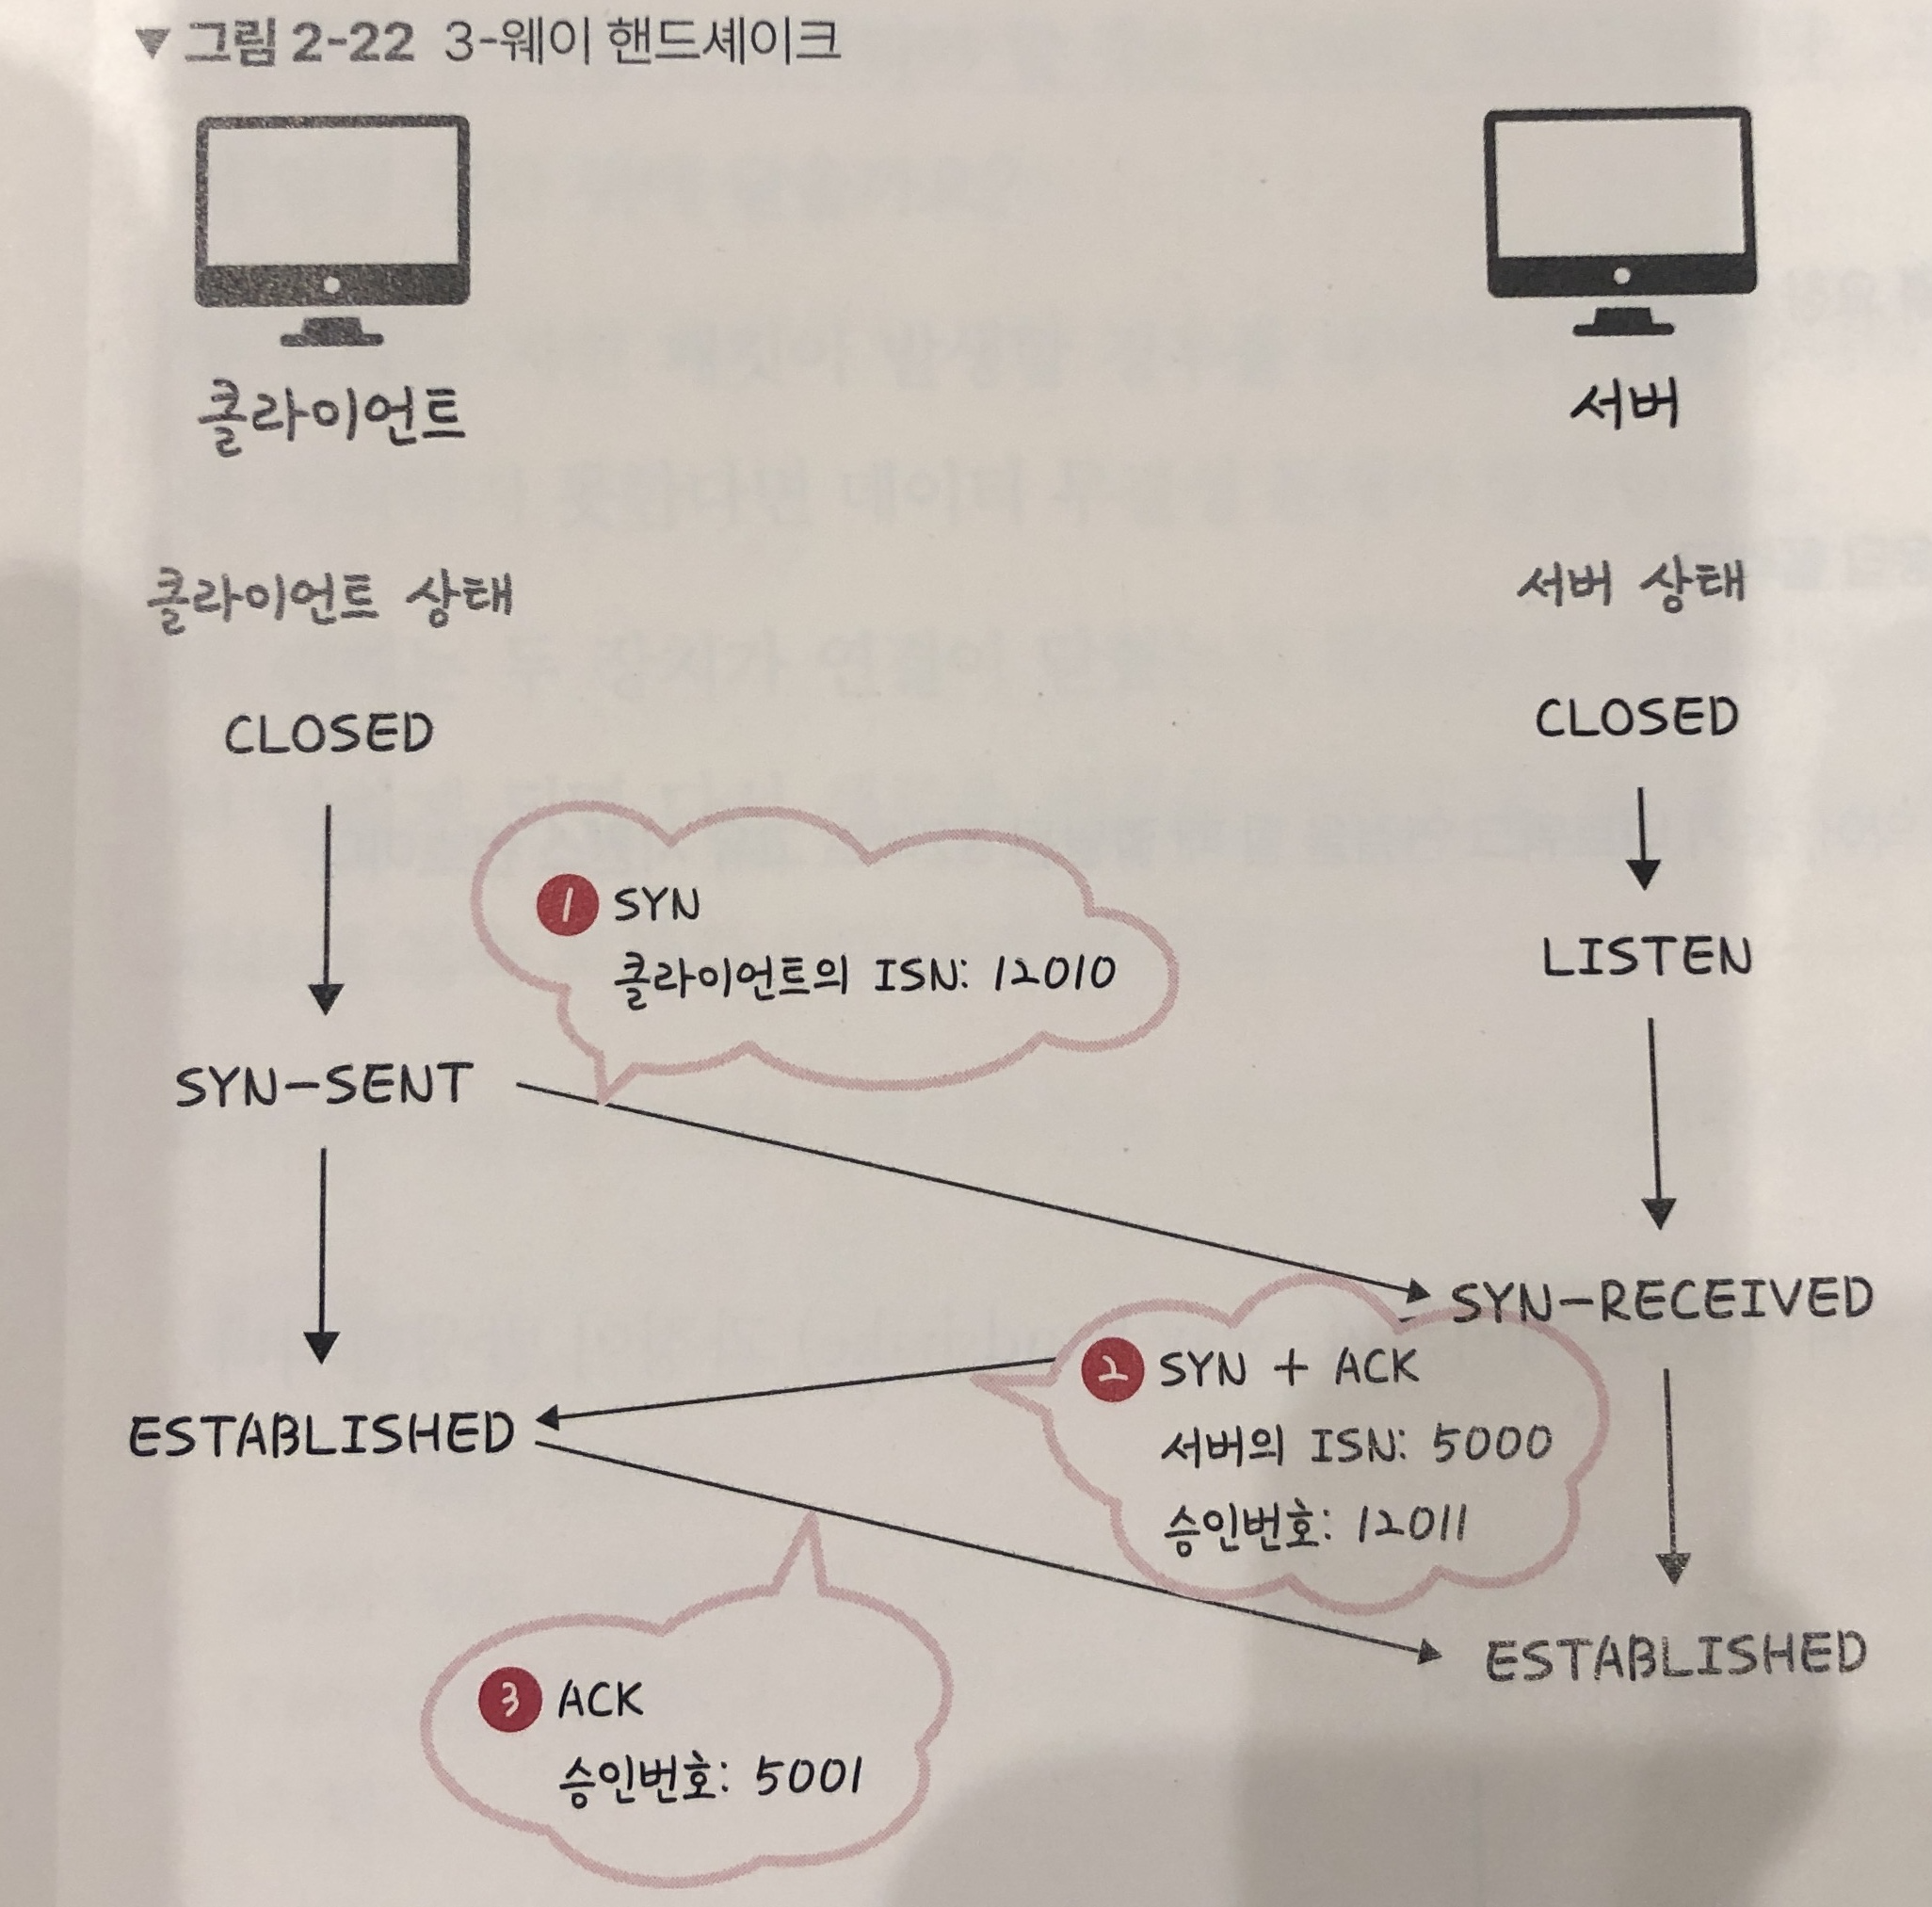 ▼ 그림 2-22 3-웨이 핸드셰이크
클라이언트
서버
클라이언트 상태
서버 상태
CLOSED
CLOSED
LISTEN
1 SYN
클라이언트의 ISN: 12010
SYN-SENT
SYN-RECEIVED
2 SYN + ACK
서버의 ISN: 5000
승인번호: 12011
ESTABLISHED
ESTABLISHED
3 ACK
승인번호: 5001